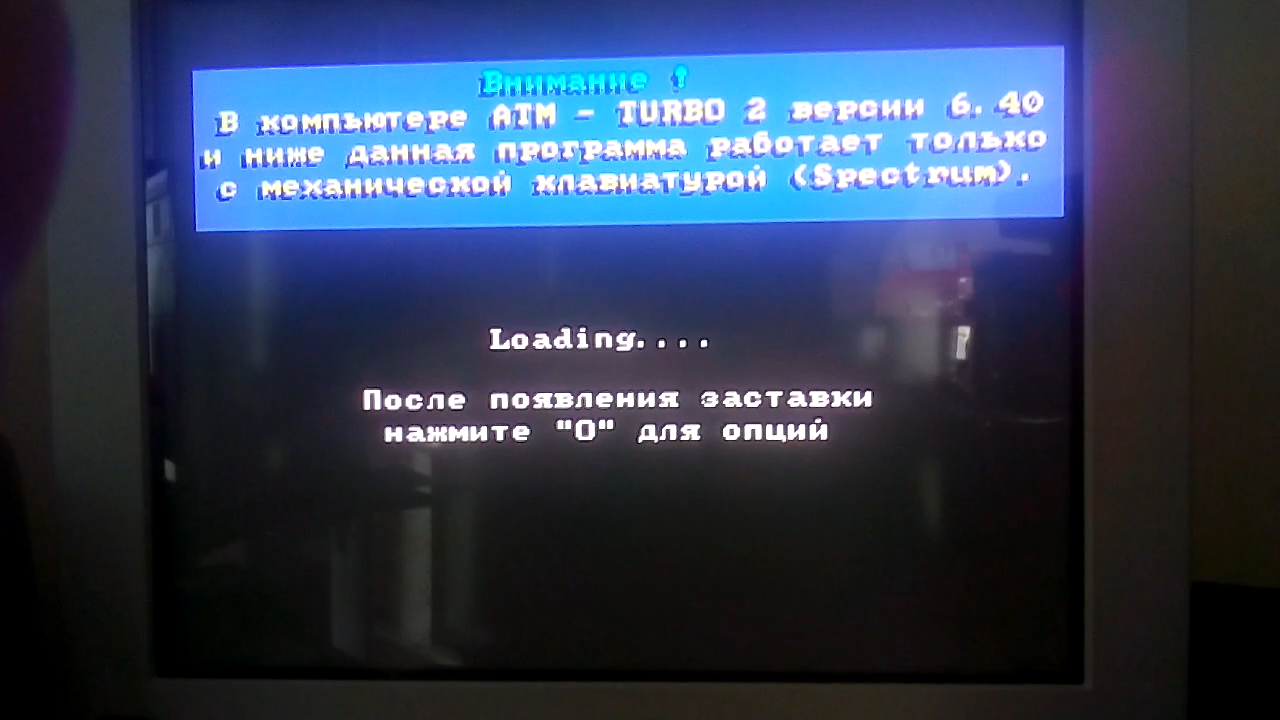 Внимание !
В компьютере ATM - TURBO 2 версии 6.40
и ниже данная программа работает только
с механической клавиатурой (Spectrum).
Loading....
После появления заставки
нажмите "O" для опций